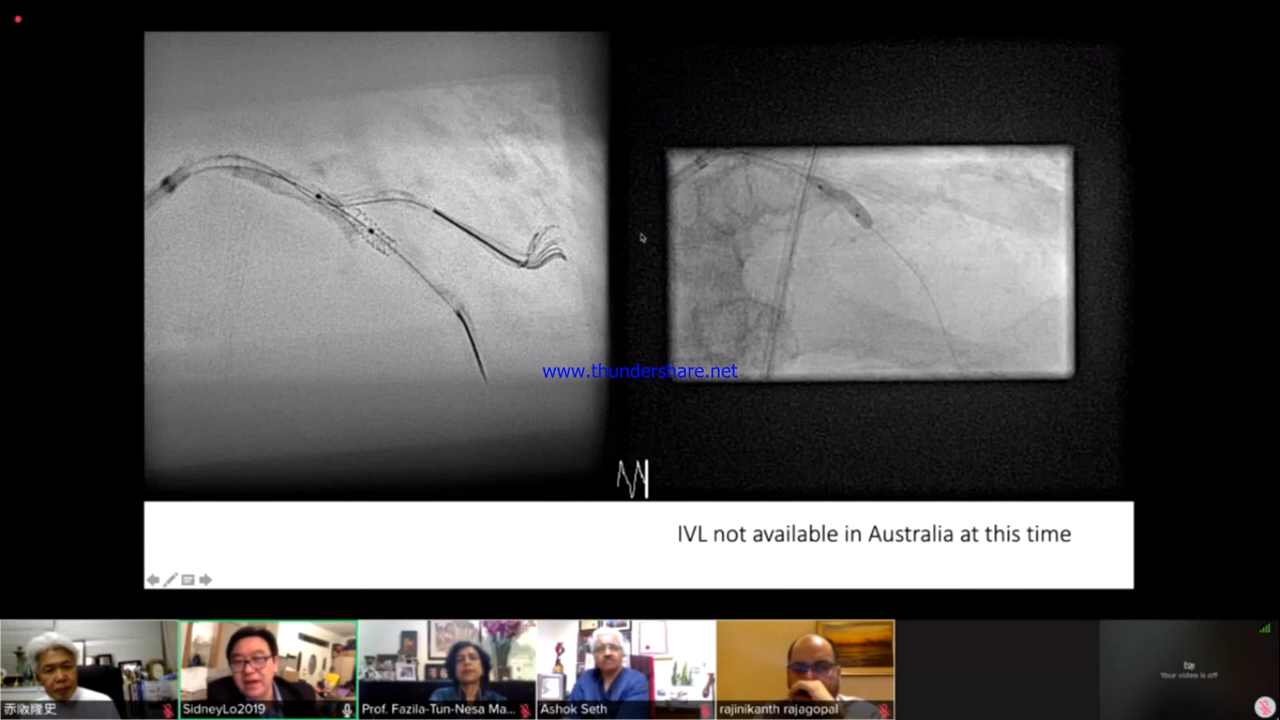 www.thundershare.net
IVL not available in Australia at this time
赤阪隆史
SidneyLo2019
Prof. Fazila-Tun-Nesa Ma...
Ashok Seth
rajinikanth rajagopal
Your video is off